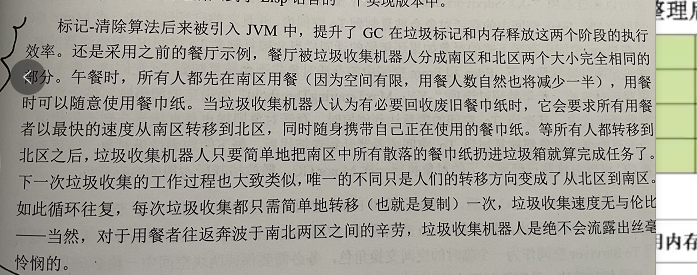 Lisp 语言的一个实现版本中。
标记-清除算法后来被引入 JVM 中，提升了 GC 在垃圾标记和内存释放这两个阶段的执行
效率。还是采用之前的餐厅示例，餐厅被垃圾收集机器人分成南区和北区两个大小完全相同的
部分。午餐时，所有人都先在南区用餐（因为空间有限，用餐人数自然也将减少一半），用餐
时可以随意使用餐巾纸。当垃圾收集机器人认为有必要回收废旧餐巾纸时，它会要求所有用餐
者以最快的速度从南区转移到北区，同时随身携带自己正在使用的餐巾纸。等所有人都转移到
北区之后，垃圾收集机器人只要简单地把南区中所有散落的餐巾纸扔进垃圾箱就算完成任务了。
下一次垃圾收集的工作过程也大致类似，唯一的不同只是人们的转移方向变成了从北区到南区。
如此循环往复，每次垃圾收集都只需简单地转移（也就是复制）一次，垃圾收集速度无与伦比
——当然，对于用餐者往返奔波于南北两区之间的辛劳，垃圾收集机器人是绝不会流露出丝毫
怜悯的。
整理后
用内存